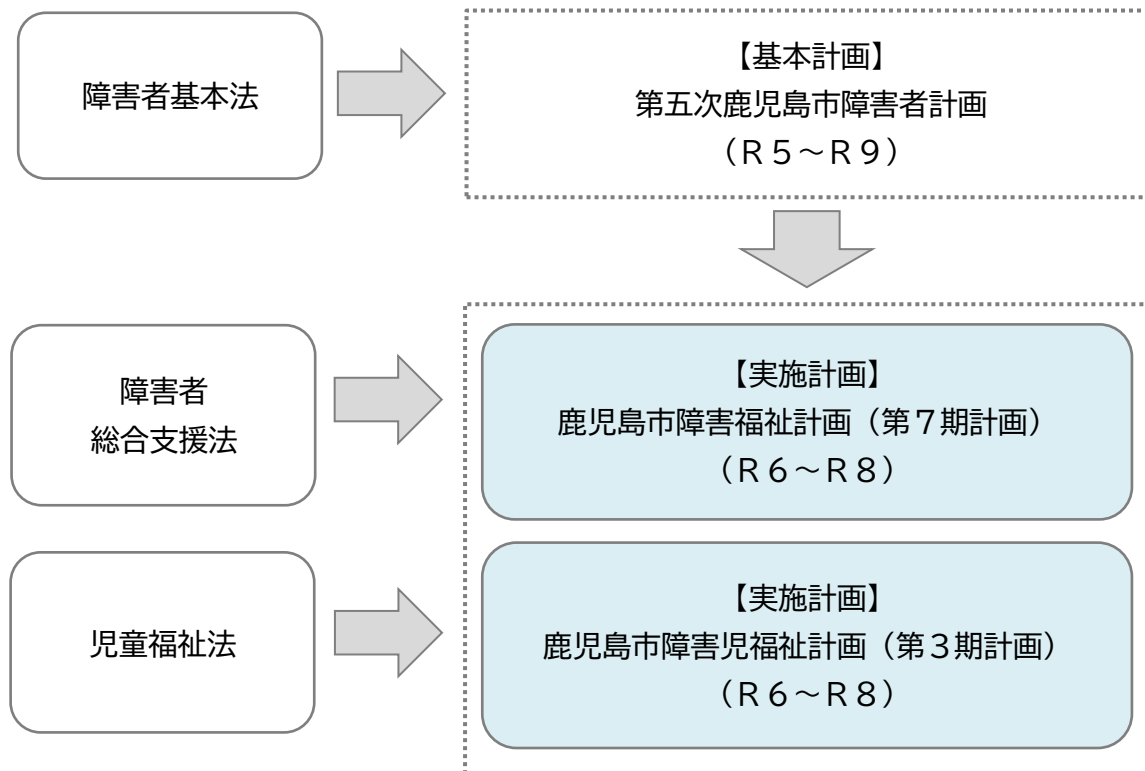 障害者基本法
【基本計画】
第五次鹿児島市障害者計画
（Ｒ５～Ｒ９）
障害者
総合支援法
【実施計画】
鹿児島市障害福祉計画（第７期計画）
（Ｒ６～Ｒ８）
児童福祉法
【実施計画】
鹿児島市障害児福祉計画（第３期計画）
（Ｒ６～Ｒ８）